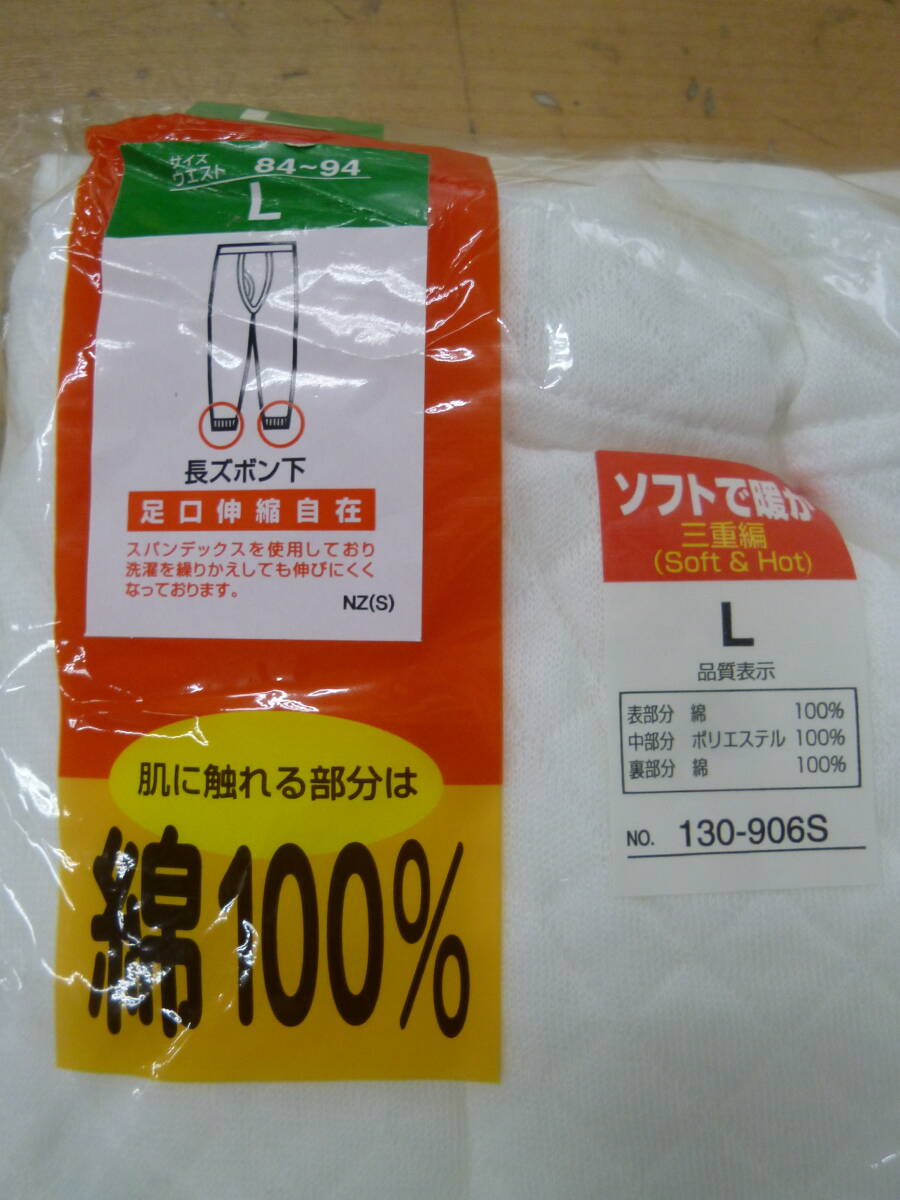 サイズ
ウエスト 84~94
L
長ズボン下
足口伸縮自在
スパンデックスを使用しており
洗濯を繰りかえしても伸びにくく
なっております。
NZ(S)
肌に触れる部分は
綿100%
ソフトで暖か
三重編
(Soft & Hot)
L
品質表示
表部分 綿 100%
中部分 ポリエステル 100%
裏部分 綿 100%
NO. 130-906S